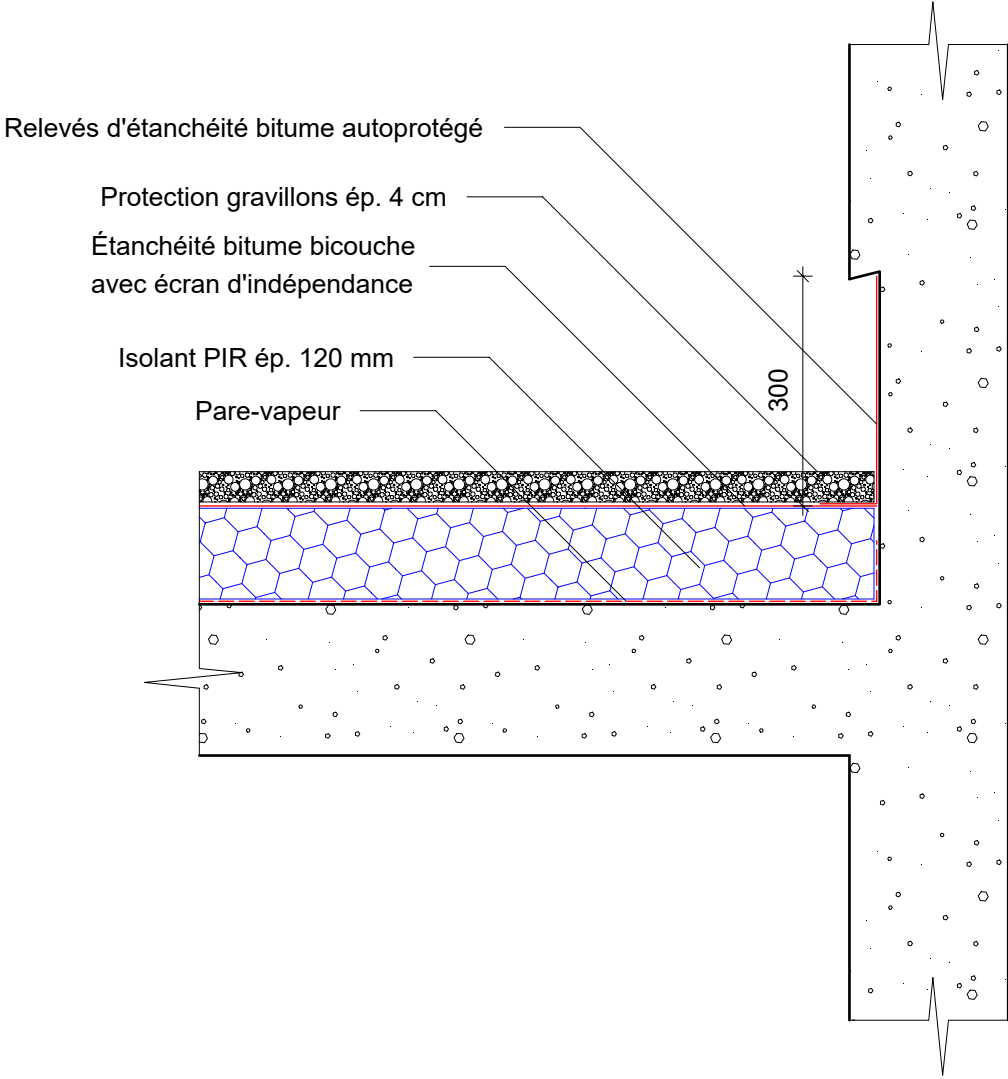 Relevés d'étanchéité bitume autoprotégé
Protection gravillons ép. 4 cm
Étanchéité bitume bicouche
avec écran d'indépendance
Isolant PIR ép. 120 mm
Pare-vapeur
300